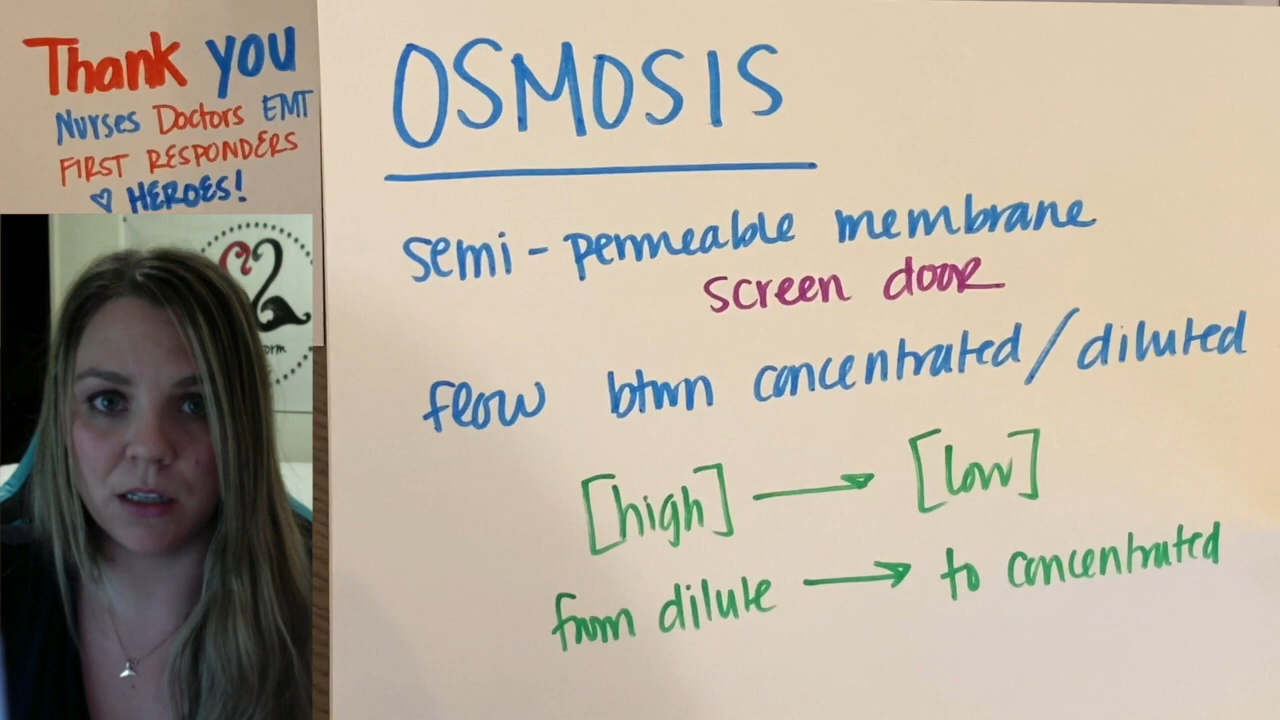 Thank you
Nurses Doctors EMT
FIRST RESPONDERS
♡ HEROES!
OSMOSIS
semi-permeable membrane
screen door
flow btwn concentrated/diluted
[high] → [low]
from dilute → to concentrated